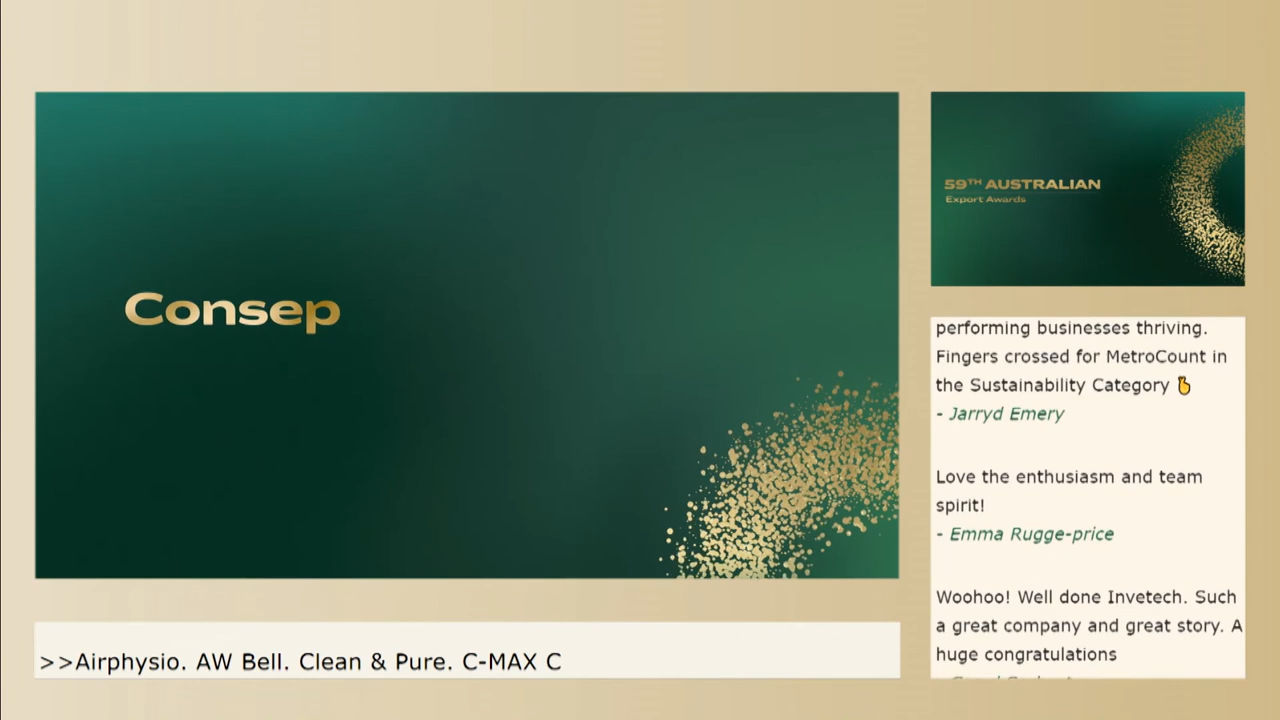 Consep
59TH AUSTRALIAN
Export Awards
performing businesses thriving.
Fingers crossed for MetroCount in
the Sustainability Category 🫰
- Jarryd Emery
Love the enthusiasm and team
spirit!
- Emma Rugge-price
Woohoo! Well done Invetech. Such
a great company and great story. A
huge congratulations
>>Airphysio. AW Bell. Clean & Pure. C-MAX C